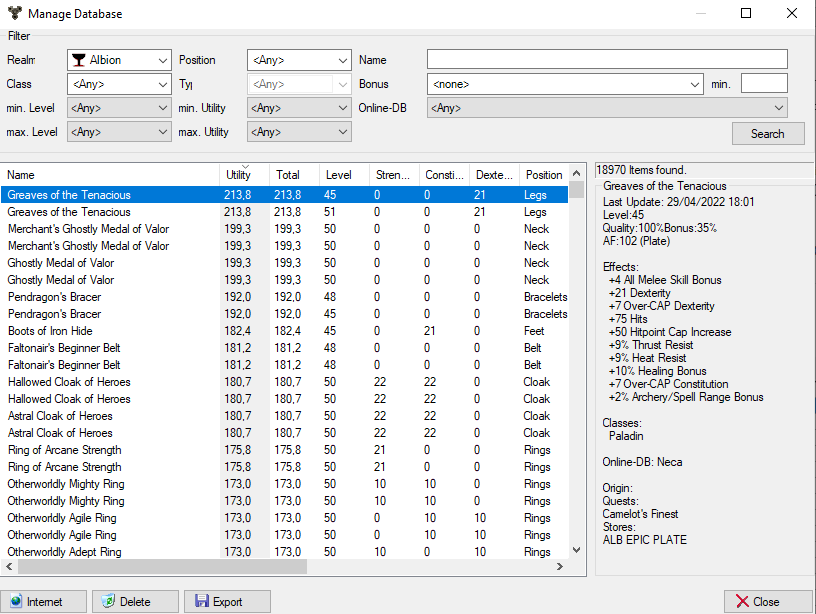 Manage Database
Filter
Realm Albion Position <Any> Name
Class <Any> Typ <Any> Bonus <none> min.
min. Level <Any> min. Utility <Any> Online-DB <Any>
max. Level <Any> max. Utility <Any>
Search
Name Utility Total Level Stren... Consti... Dexte... Position
Greaves of the Tenacious 213,8 213,8 45 0 0 21 Legs
Greaves of the Tenacious 213,8 213,8 51 0 0 21 Legs
Merchant's Ghostly Medal of Valor 199,3 199,3 50 0 0 0 Neck
Merchant's Ghostly Medal of Valor 199,3 199,3 50 0 0 0 Neck
Ghostly Medal of Valor 199,3 199,3 50 0 0 0 Neck
Ghostly Medal of Valor 199,3 199,3 50 0 0 0 Neck
Pendragon's Bracer 192,0 192,0 48 0 0 0 Bracelets
Pendragon's Bracer 192,0 192,0 45 0 0 0 Bracelets
Boots of Iron Hide 182,4 182,4 45 0 21 0 Feet
Faltonair's Beginner Belt 181,2 181,2 48 0 0 0 Belt
Faltonair's Beginner Belt 181,2 181,2 48 0 0 0 Belt
Hallowed Cloak of Heroes 180,7 180,7 50 22 22 0 Cloak
Hallowed Cloak of Heroes 180,7 180,7 50 22 22 0 Cloak
Astral Cloak of Heroes 180,7 180,7 50 22 22 0 Cloak
Astral Cloak of Heroes 180,7 180,7 50 22 22 0 Cloak
Ring of Arcane Strength 175,8 175,8 50 21 0 0 Rings
Ring of Arcane Strength 175,8 175,8 50 21 0 0 Rings
Otherworldly Mighty Ring 173,0 173,0 50 10 10 0 Rings
Otherworldly Mighty Ring 173,0 173,0 50 10 10 0 Rings
Otherworldly Agile Ring 173,0 173,0 50 0 10 10 Rings
Otherworldly Agile Ring 173,0 173,0 50 0 10 10 Rings
Otherworldly Adept Ring 173,0 173,0 50 10 0 10 Rings
18970 Items found.
Greaves of the Tenacious
Last Update: 29/04/2022 18:01
Level:45
Quality:100%Bonus:35%
AF:102 (Plate)
Effects:
+4 All Melee Skill Bonus
+21 Dexterity
+7 Over-CAP Dexterity
+75 Hits
+50 Hitpoint Cap Increase
+9% Thrust Resist
+9% Heat Resist
+10% Healing Bonus
+7 Over-CAP Constitution
+2% Archery/Spell Range Bonus
Classes:
Paladin
Online-DB: Neca
Origin:
Quests:
Camelot's Finest
Stores:
ALB EPIC PLATE
Internet Delete Export Close